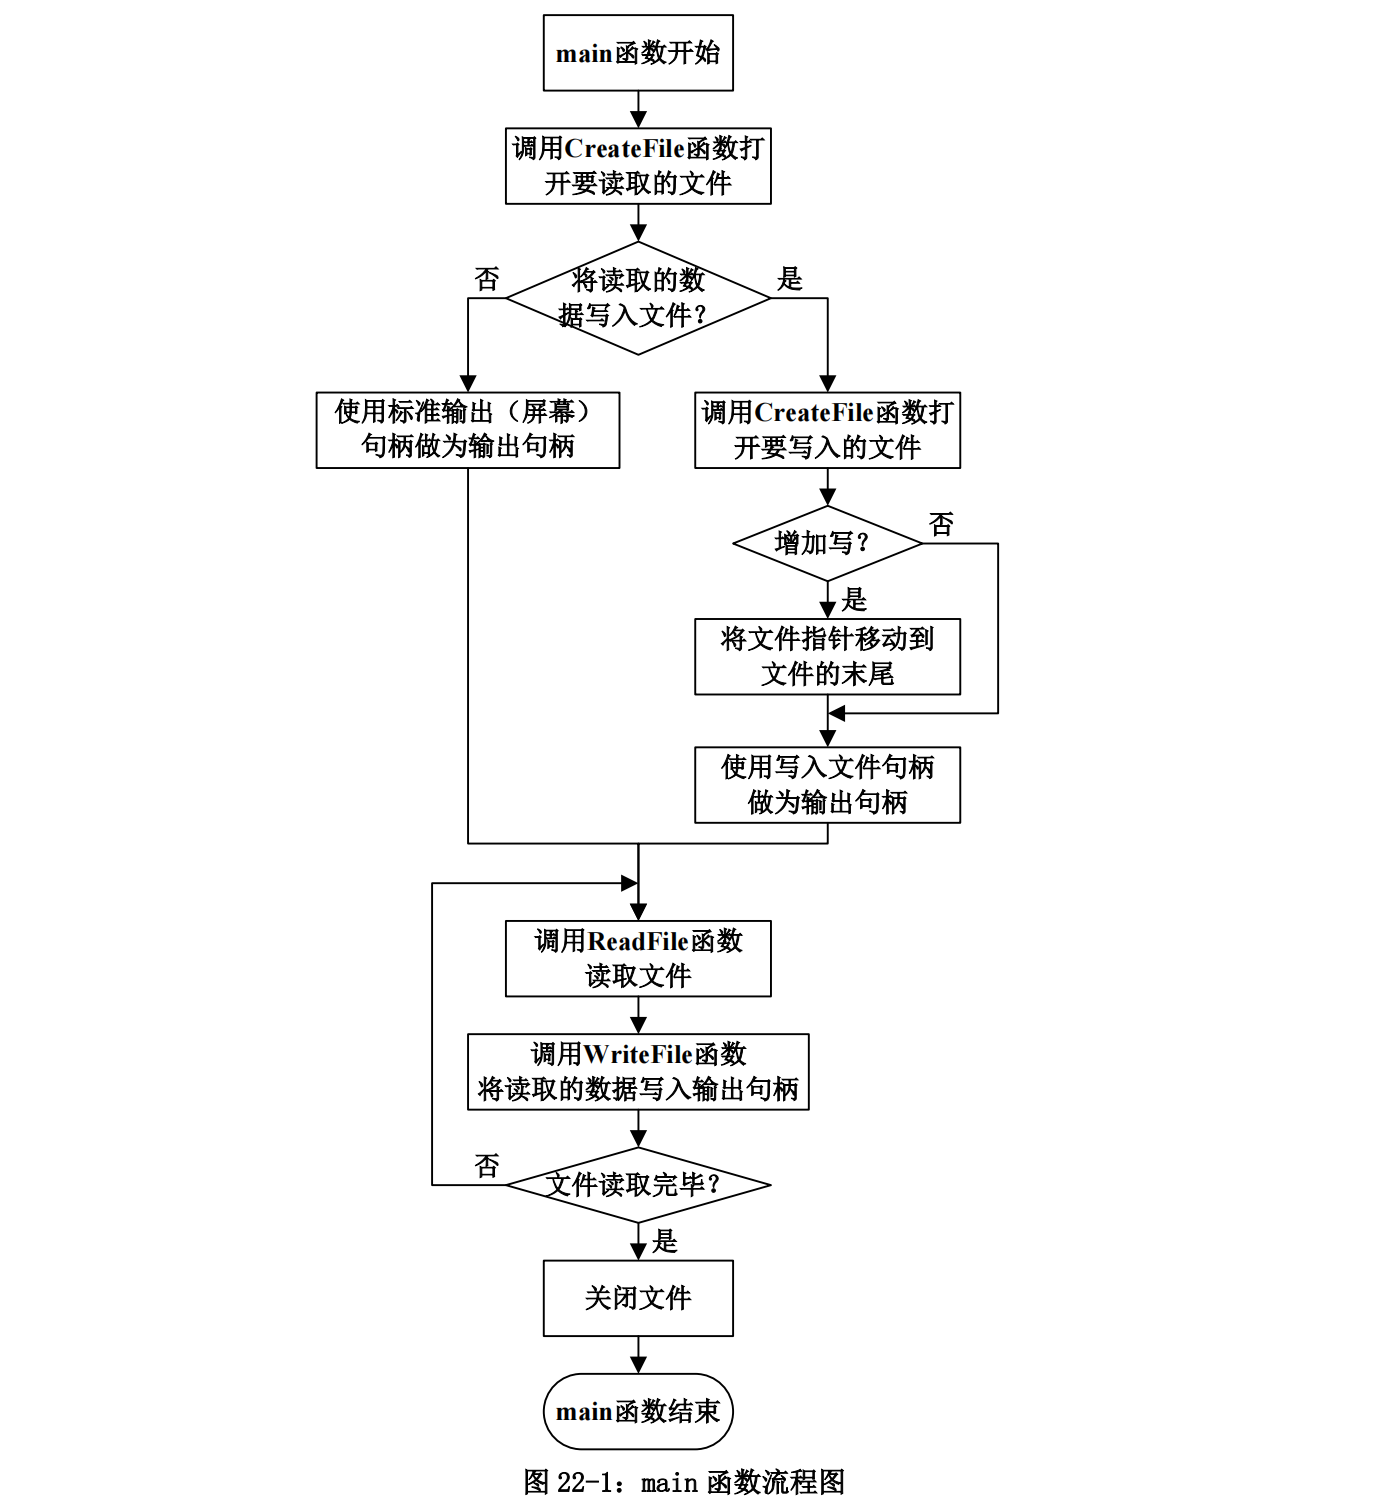 main函数开始
调用CreateFile函数打
开要读取的文件
否
将读取的数
据写入文件？
是
使用标准输出（屏幕）
句柄做为输出句柄
调用CreateFile函数打
开要写入的文件
增加写？
否
是
将文件指针移动到
文件的末尾
使用写入文件句柄
做为输出句柄
调用ReadFile函数
读取文件
调用WriteFile函数
将读取的数据写入输出句柄
否
文件读取完毕？
是
关闭文件
main函数结束
图 22-1：main 函数流程图